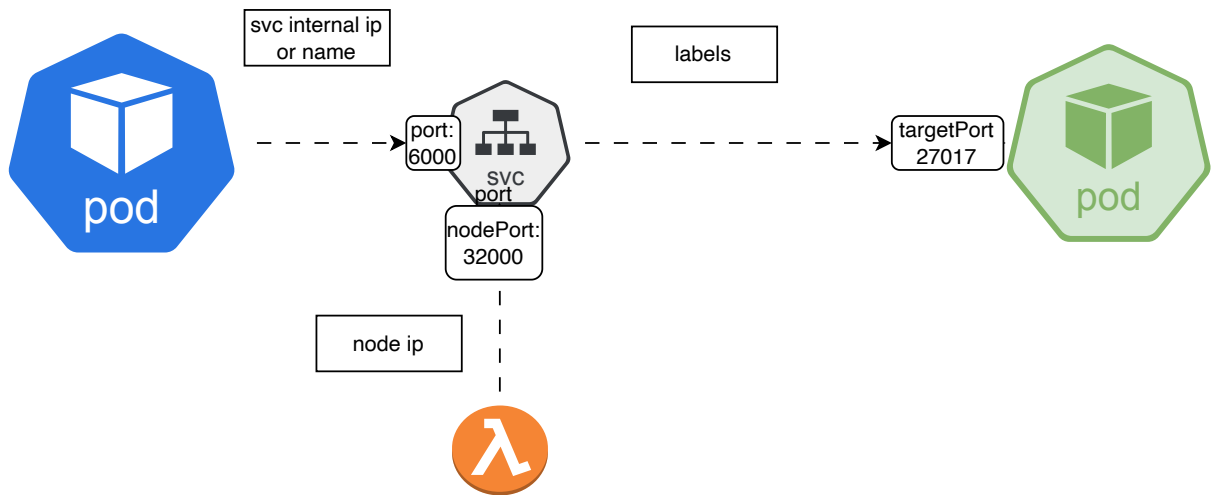 svc internal ip
or name
labels
pod
port:
6000
svc
port
nodePort:
32000
targetPort
27017
pod
node ip
λ